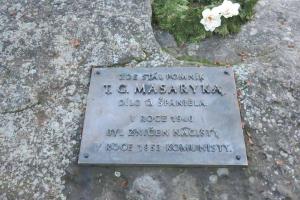 ZDE STÁL POMNÍK
T. G. MASARYKA
DÍLO O. ŠPANIELA.
V ROCE 1940
BYL ZNIČEN NACISTY
V ROCE 1953 KOMUNISTY.